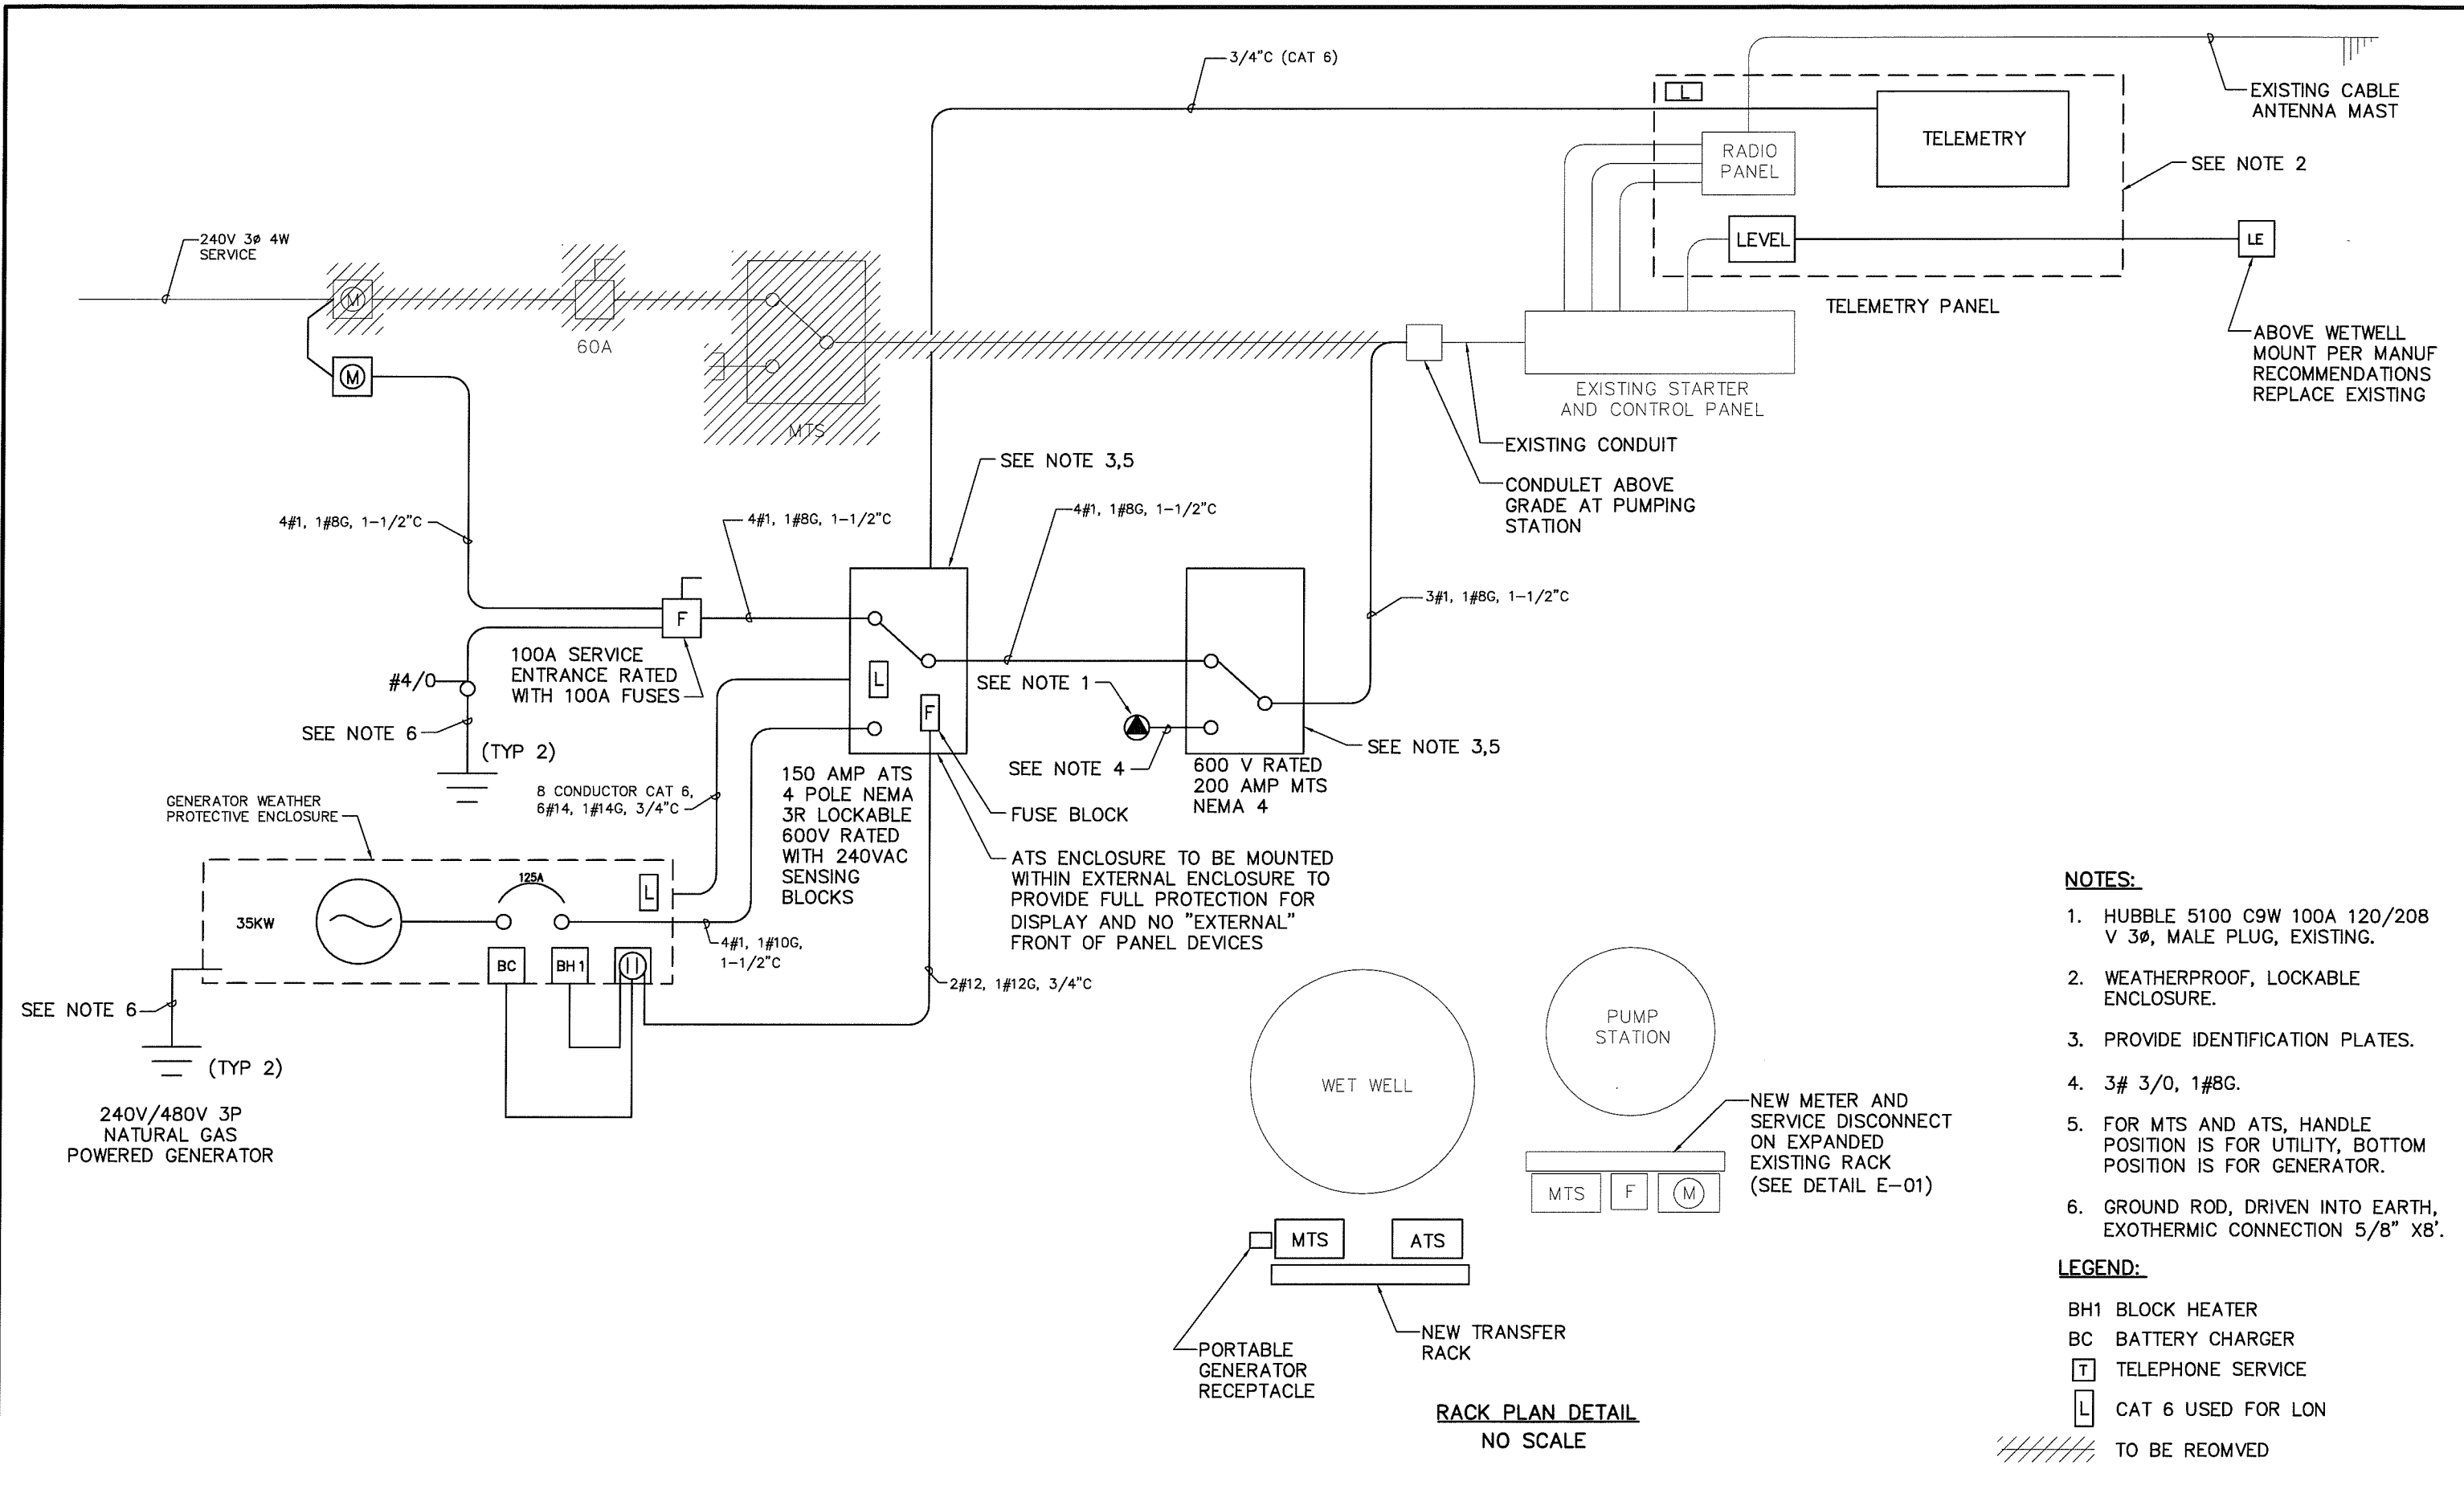 3/4"C (CAT 6)
L
EXISTING CABLE
ANTENNA MAST
TELEMETRY
RADIO
PANEL
SEE NOTE 2
240V 3ø 4W
SERVICE
LEVEL
LE
M
60A
TELEMETRY PANEL
ABOVE WETWELL
MOUNT PER MANUF
RECOMMENDATIONS
REPLACE EXISTING
M
MTS
EXISTING STARTER
AND CONTROL PANEL
EXISTING CONDUIT
SEE NOTE 3,5
CONDULET ABOVE
GRADE AT PUMPING
STATION
4#1, 1#8G, 1-1/2"C
4#1, 1#8G, 1-1/2"C
4#1, 1#8G, 1-1/2"C
3#1, 1#8G, 1-1/2"C
F
100A SERVICE
ENTRANCE RATED
WITH 100A FUSES
#4/0
L
F
SEE NOTE 1
SEE NOTE 6
(TYP 2)
SEE NOTE 3,5
SEE NOTE 4
600 V RATED
200 AMP MTS
NEMA 4
150 AMP ATS
4 POLE NEMA
3R LOCKABLE
600V RATED
WITH 240VAC
SENSING
BLOCKS
8 CONDUCTOR CAT 6,
6#14, 1#14G, 3/4"C
GENERATOR WEATHER
PROTECTIVE ENCLOSURE
FUSE BLOCK
ATS ENCLOSURE TO BE MOUNTED
WITHIN EXTERNAL ENCLOSURE TO
PROVIDE FULL PROTECTION FOR
DISPLAY AND NO "EXTERNAL"
FRONT OF PANEL DEVICES
125A
L
35KW
4#1, 1#10G,
1-1/2"C
BC
BH 1
2#12, 1#12G, 3/4"C
SEE NOTE 6
(TYP 2)
240V/480V 3P
NATURAL GAS
POWERED GENERATOR
WET WELL
PUMP
STATION
NEW METER AND
SERVICE DISCONNECT
ON EXPANDED
EXISTING RACK
(SEE DETAIL E-01)
MTS
F
M
MTS
ATS
NEW TRANSFER
RACK
PORTABLE
GENERATOR
RECEPTACLE
RACK PLAN DETAIL
NO SCALE
NOTES:
1. HUBBLE 5100 C9W 100A 120/208
V 3ø, MALE PLUG, EXISTING.
2. WEATHERPROOF, LOCKABLE
ENCLOSURE.
3. PROVIDE IDENTIFICATION PLATES.
4. 3# 3/0, 1#8G.
5. FOR MTS AND ATS, HANDLE
POSITION IS FOR UTILITY, BOTTOM
POSITION IS FOR GENERATOR.
6. GROUND ROD, DRIVEN INTO EARTH,
EXOTHERMIC CONNECTION 5/8" X8'.
LEGEND:
BH1 BLOCK HEATER
BC BATTERY CHARGER
T TELEPHONE SERVICE
L CAT 6 USED FOR LON
TO BE REOMVED